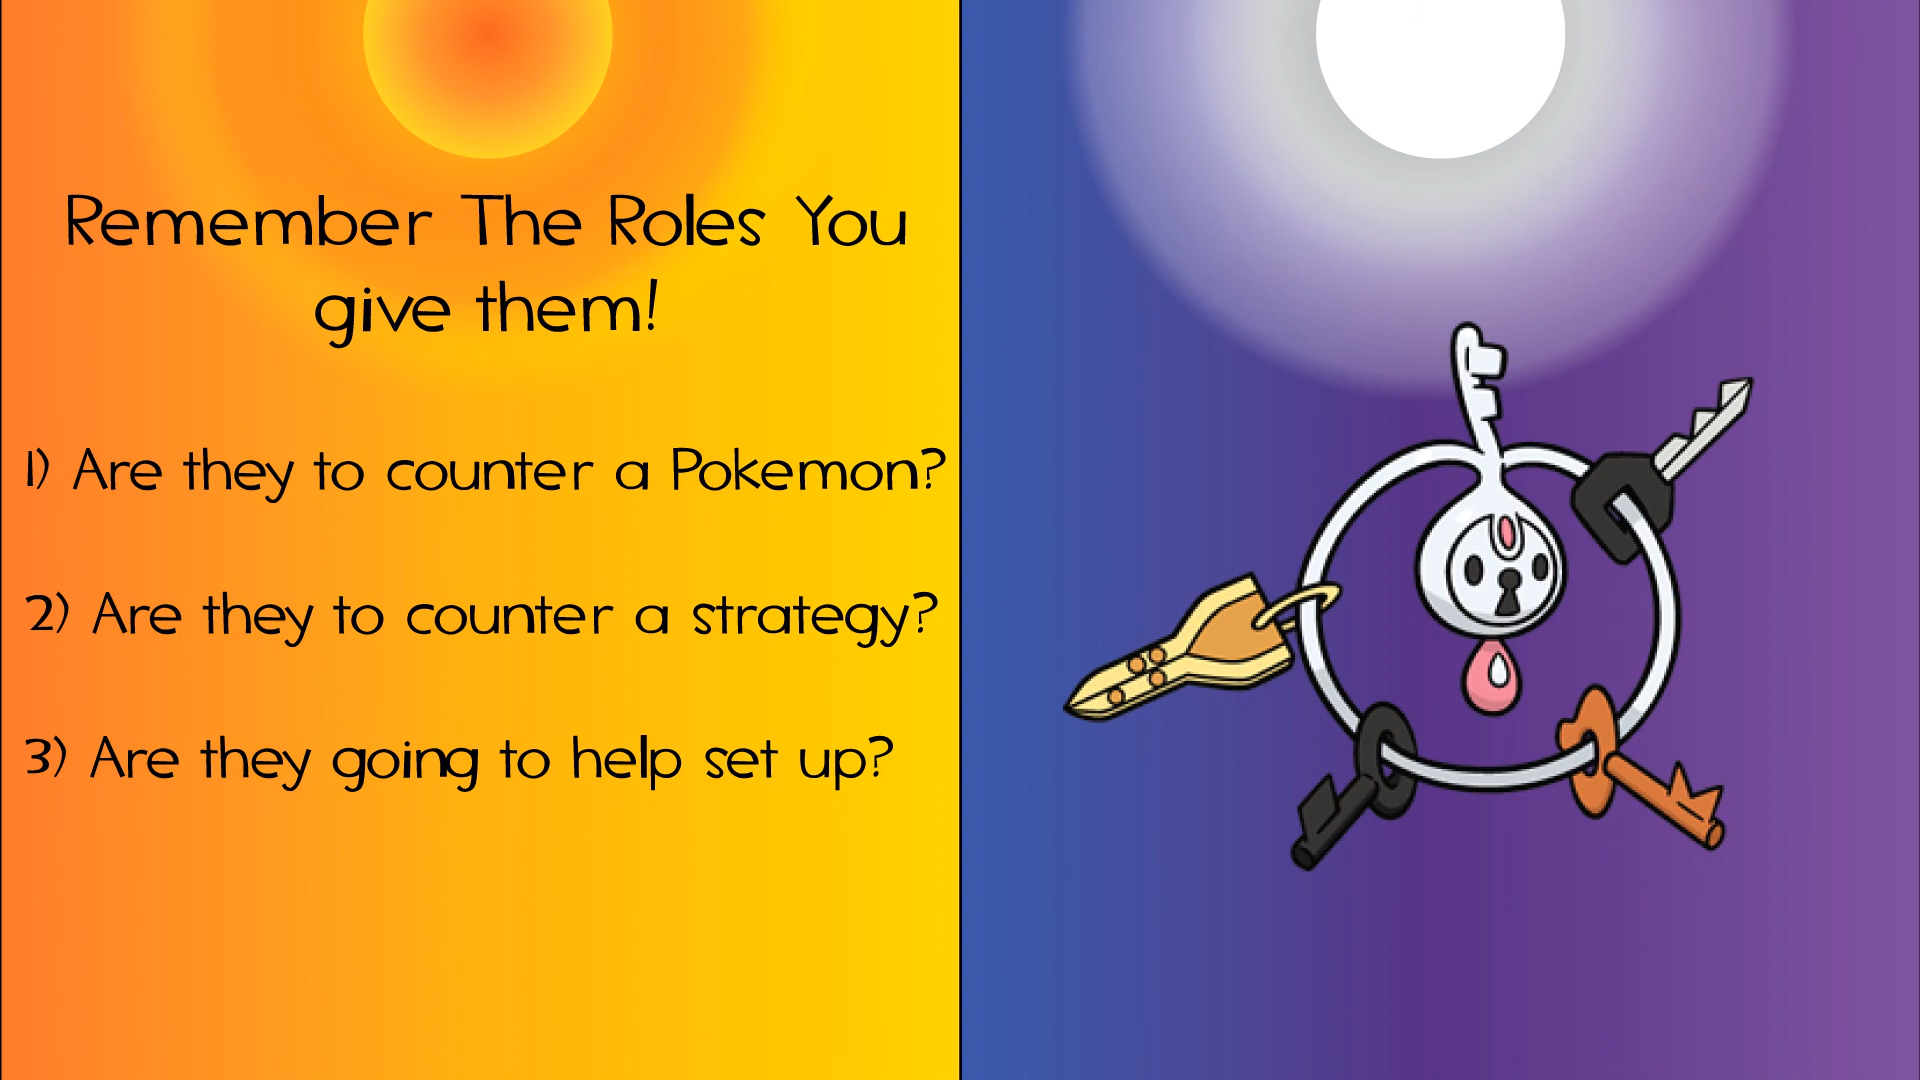 Remember The Roles You
give them!
1) Are they to counter a Pokemon?
2) Are they to counter a strategy?
3) Are they going to help set up?